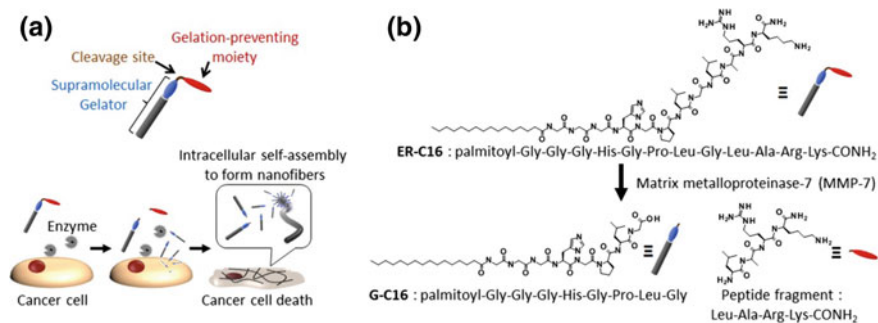 (a)
Cleavage site
Gelation-preventing
moiety
Supramolecular
Gelator
Intracellular self-assembly
to form nanofibers
Enzyme
Cancer cell
Cancer cell death
(b)
ER-C16 : palmitoyl-Gly-Gly-Gly-His-Gly-Pro-Leu-Gly-Leu-Ala-Arg-Lys-CONH₂
Matrix metalloproteinase-7 (MMP-7)
G-C16 : palmitoyl-Gly-Gly-Gly-His-Gly-Pro-Leu-Gly
Peptide fragment :
Leu-Ala-Arg-Lys-CONH₂